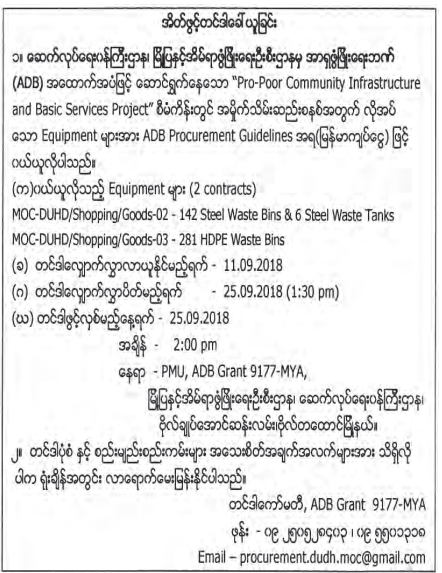 အိတ်ဖွင့်တင်ဒါခေါ်ယူခြင်း
၁။ ဆောက်လုပ်ရေးဝန်ကြီးဌာန၊ မြို့ပြနှင့်အိမ်ရာဖွံ့ဖြိုးရေးဦးစီးဌာနမှ အာရှဖွံ့ဖြိုးရေးဘဏ်
(ADB) အထောက်အပံ့ဖြင့် ဆောင်ရွက်နေသော "Pro-Poor Community Infrastructure
and Basic Services Project" စီမံကိန်းတွင် အမှိုက်သိမ်းဆည်းစနစ်အတွက် လိုအပ်
သော Equipment များအား ADB Procurement Guidelines အရ(မြန်မာကျပ်ငွေ) ဖြင့်
ဝယ်ယူလိုပါသည်။
(က)ဝယ်ယူလိုသည့် Equipment များ (2 contracts)
MOC-DUHD/Shopping/Goods-02 - 142 Steel Waste Bins & 6 Steel Waste Tanks
MOC-DUHD/Shopping/Goods-03 - 281 HDPE Waste Bins
(ခ) တင်ဒါလျှောက်လွှာလာယူနိုင်မည့်ရက် - 11.09.2018
(ဂ) တင်ဒါလျှောက်လွှာပိတ်မည့်ရက် - 25.09.2018 (1:30 pm)
(ဃ) တင်ဒါဖွင့်လှစ်မည့်နေ့ရက် - 25.09.2018
အချိန် - 2:00 pm
နေရာ - PMU, ADB Grant 9177-MYA,
မြို့ပြနှင့်အိမ်ရာဖွံ့ဖြိုးရေးဦးစီးဌာန၊ ဆောက်လုပ်ရေးဝန်ကြီးဌာန၊
ဗိုလ်ချုပ်အောင်ဆန်းလမ်း၊ဗိုလ်တထောင်မြို့နယ်။
၂။ တင်ဒါပုံစံ နှင့် စည်းမျဉ်းစည်းကမ်းများ အသေးစိတ်အချက်အလက်များအား သိရှိလို
ပါက ရုံးချိန်အတွင်း လာရောက်မေးမြန်းနိုင်ပါသည်။
တင်ဒါကော်မတီ, ADB Grant 9177-MYA
ဖုန်း - ၀၉ ၂၅၀၅၂၈၄၀၃ ၊ ၀၉ ၅၅၀၁၃၁၈
Email – procurement.dudh.moc@gmail.com